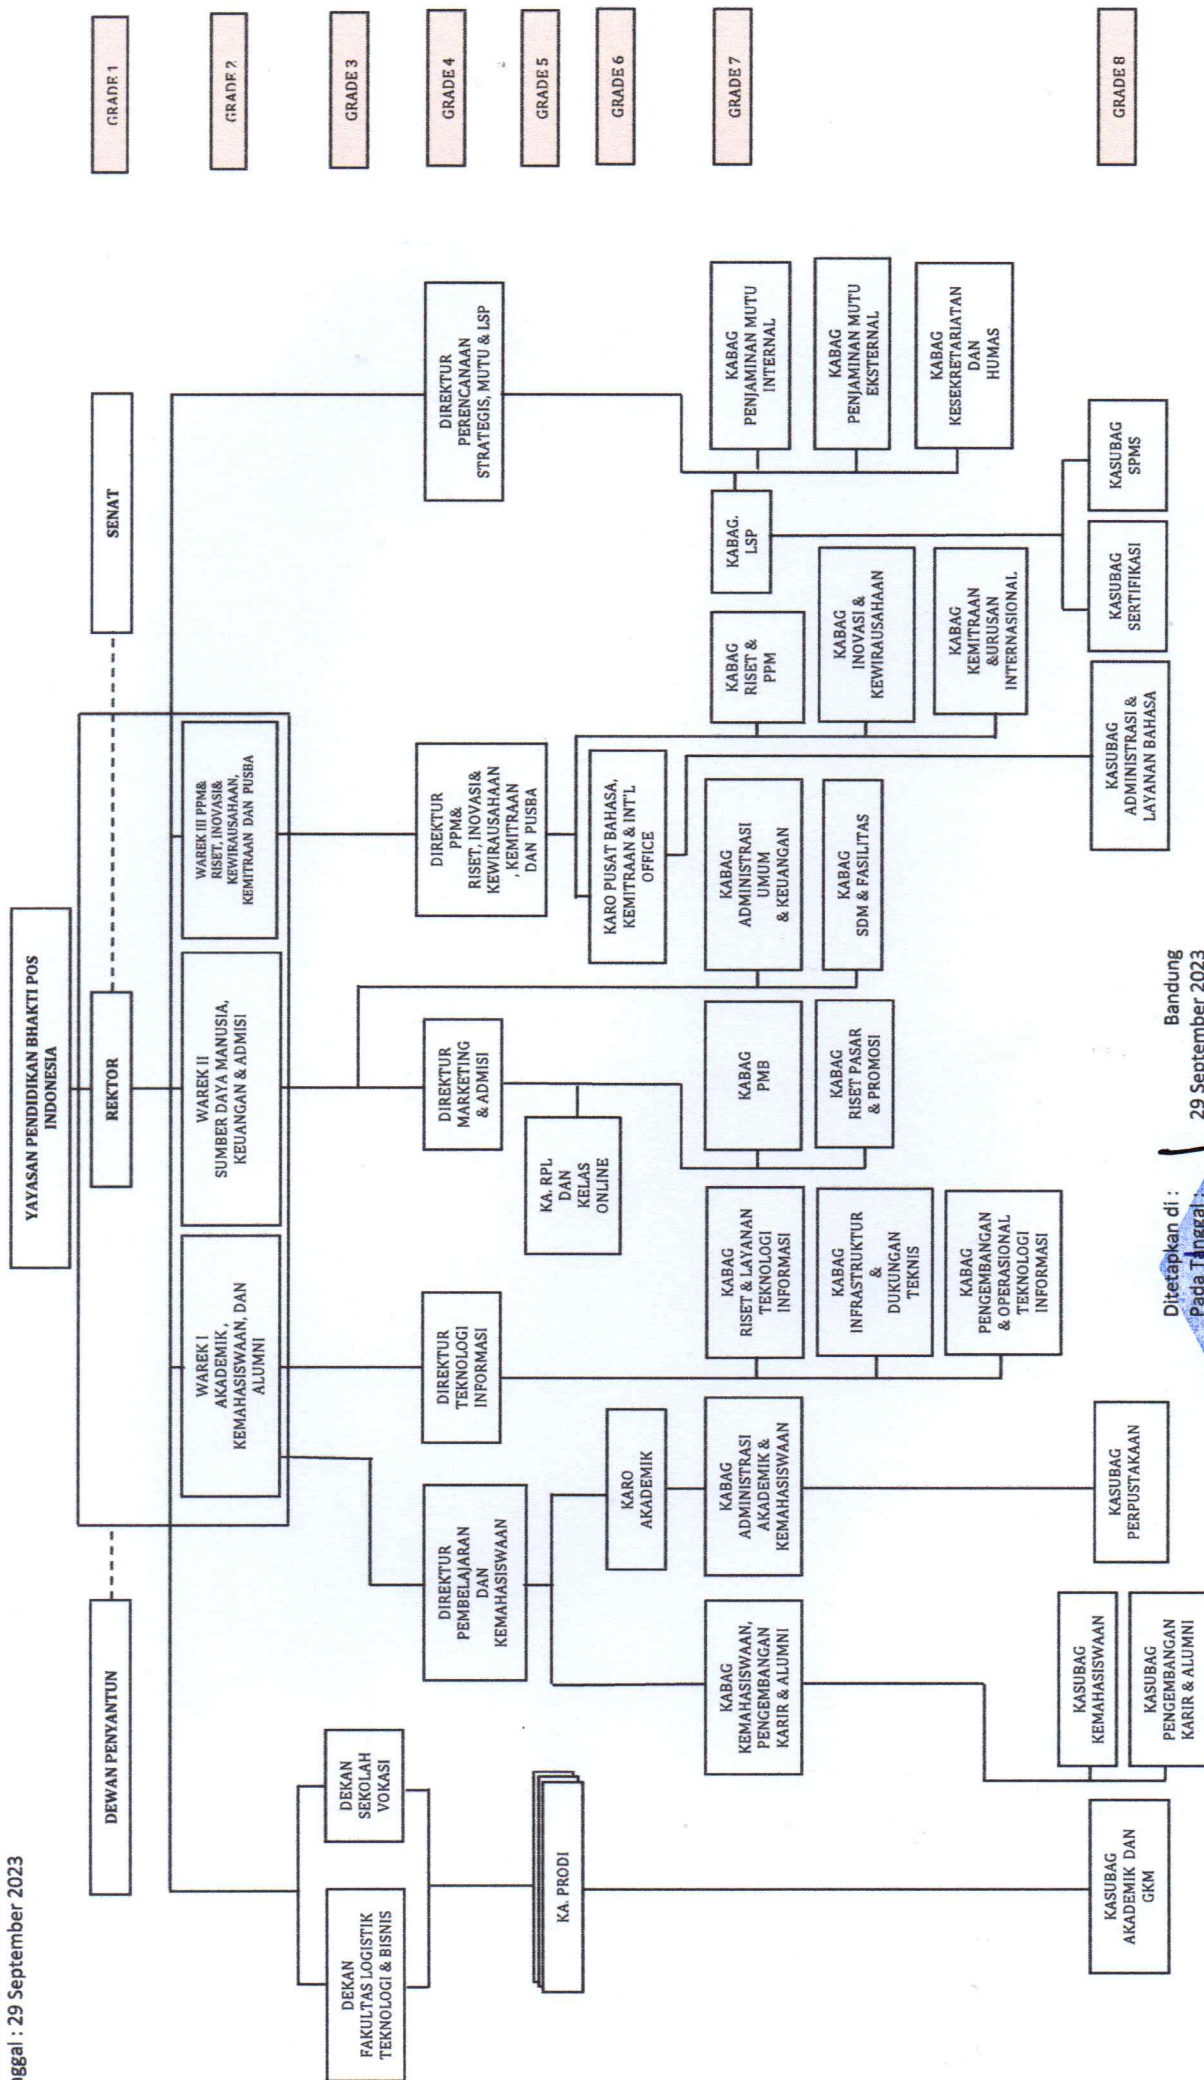 nggal : 29 September 2023
YAYASAN PENDIDIKAN BHAKTI POS
INDONESIA
DEWAN PENYANTUN
REKTOR
SENAT
GRADE 1
WAREK I
AKADEMIK,
KEMAHASISWAAN, DAN
ALUMNI
WAREK II
SUMBER DAYA MANUSIA,
KEUANGAN & ADMISI
WAREK III PPM&
RISET, INOVASI&
KEWIRAUSAHAAN,
KEMITRAAN DAN PUSBA
GRADE 2
DEKAN
FAKULTAS LOGISTIK
TEKNOLOGI & BISNIS
DEKAN
SEKOLAH
VOKASI
GRADE 3
DIREKTUR
PEMBELAJARAN
DAN
KEMAHASISWAAN
DIREKTUR
TEKNOLOGI
INFORMASI
DIREKTUR
MARKETING
& ADMISI
DIREKTUR
PPM&
RISET, INOVASI&
KEWIRAUSAHAAN
, KEMITRAAN
DAN PUSBA
DIREKTUR
PERENCANAAN
STRATEGIS, MUTU & LSP
GRADE 4
KA. PRODI
KA. RPL
DAN
KELAS
ONLINE
GRADE 5
KARO
AKADEMIK
KARO PUSAT BAHASA,
KEMITRAAN & INT'L
OFFICE
GRADE 6
KABAG
KEMAHASISWAAN,
PENGEMBANGAN
KARIR & ALUMNI
KABAG
ADMINISTRASI
AKADEMIK &
KEMAHASISWAAN
KABAG
RISET & LAYANAN
TEKNOLOGI
INFORMASI
KABAG
PMB
KABAG
ADMINISTRASI
UMUM
& KEUANGAN
KABAG
RISET &
PPM
KABAG.
LSP
KABAG
PENJAMINAN MUTU
INTERNAL
GRADE 7
KABAG
INFRASTRUKTUR
&
DUKUNGAN
TEKNIS
KABAG
RISET PASAR
& PROMOSI
KABAG
SDM & FASILITAS
KABAG
INOVASI &
KEWIRAUSAHAAN
KABAG
PENJAMINAN MUTU
EKSTERNAL
KABAG
PENGEMBANGAN
& OPERASIONAL
TEKNOLOGI
INFORMASI
KABAG
KEMITRAAN
&URUSAN
INTERNASIONAL
KABAG
KESEKRETARIATAN
DAN
HUMAS
KASUBAG
AKADEMIK DAN
GKM
KASUBAG
KEMAHASISWAAN
KASUBAG
PENGEMBANGAN
KARIR & ALUMNI
KASUBAG
PERPUSTAKAAN
KASUBAG
ADMINISTRASI &
LAYANAN BAHASA
KASUBAG
SERTIFIKASI
KASUBAG
SPMS
GRADE 8
Ditetapkan di : Bandung
Pada Tanggal : 29 September 2023